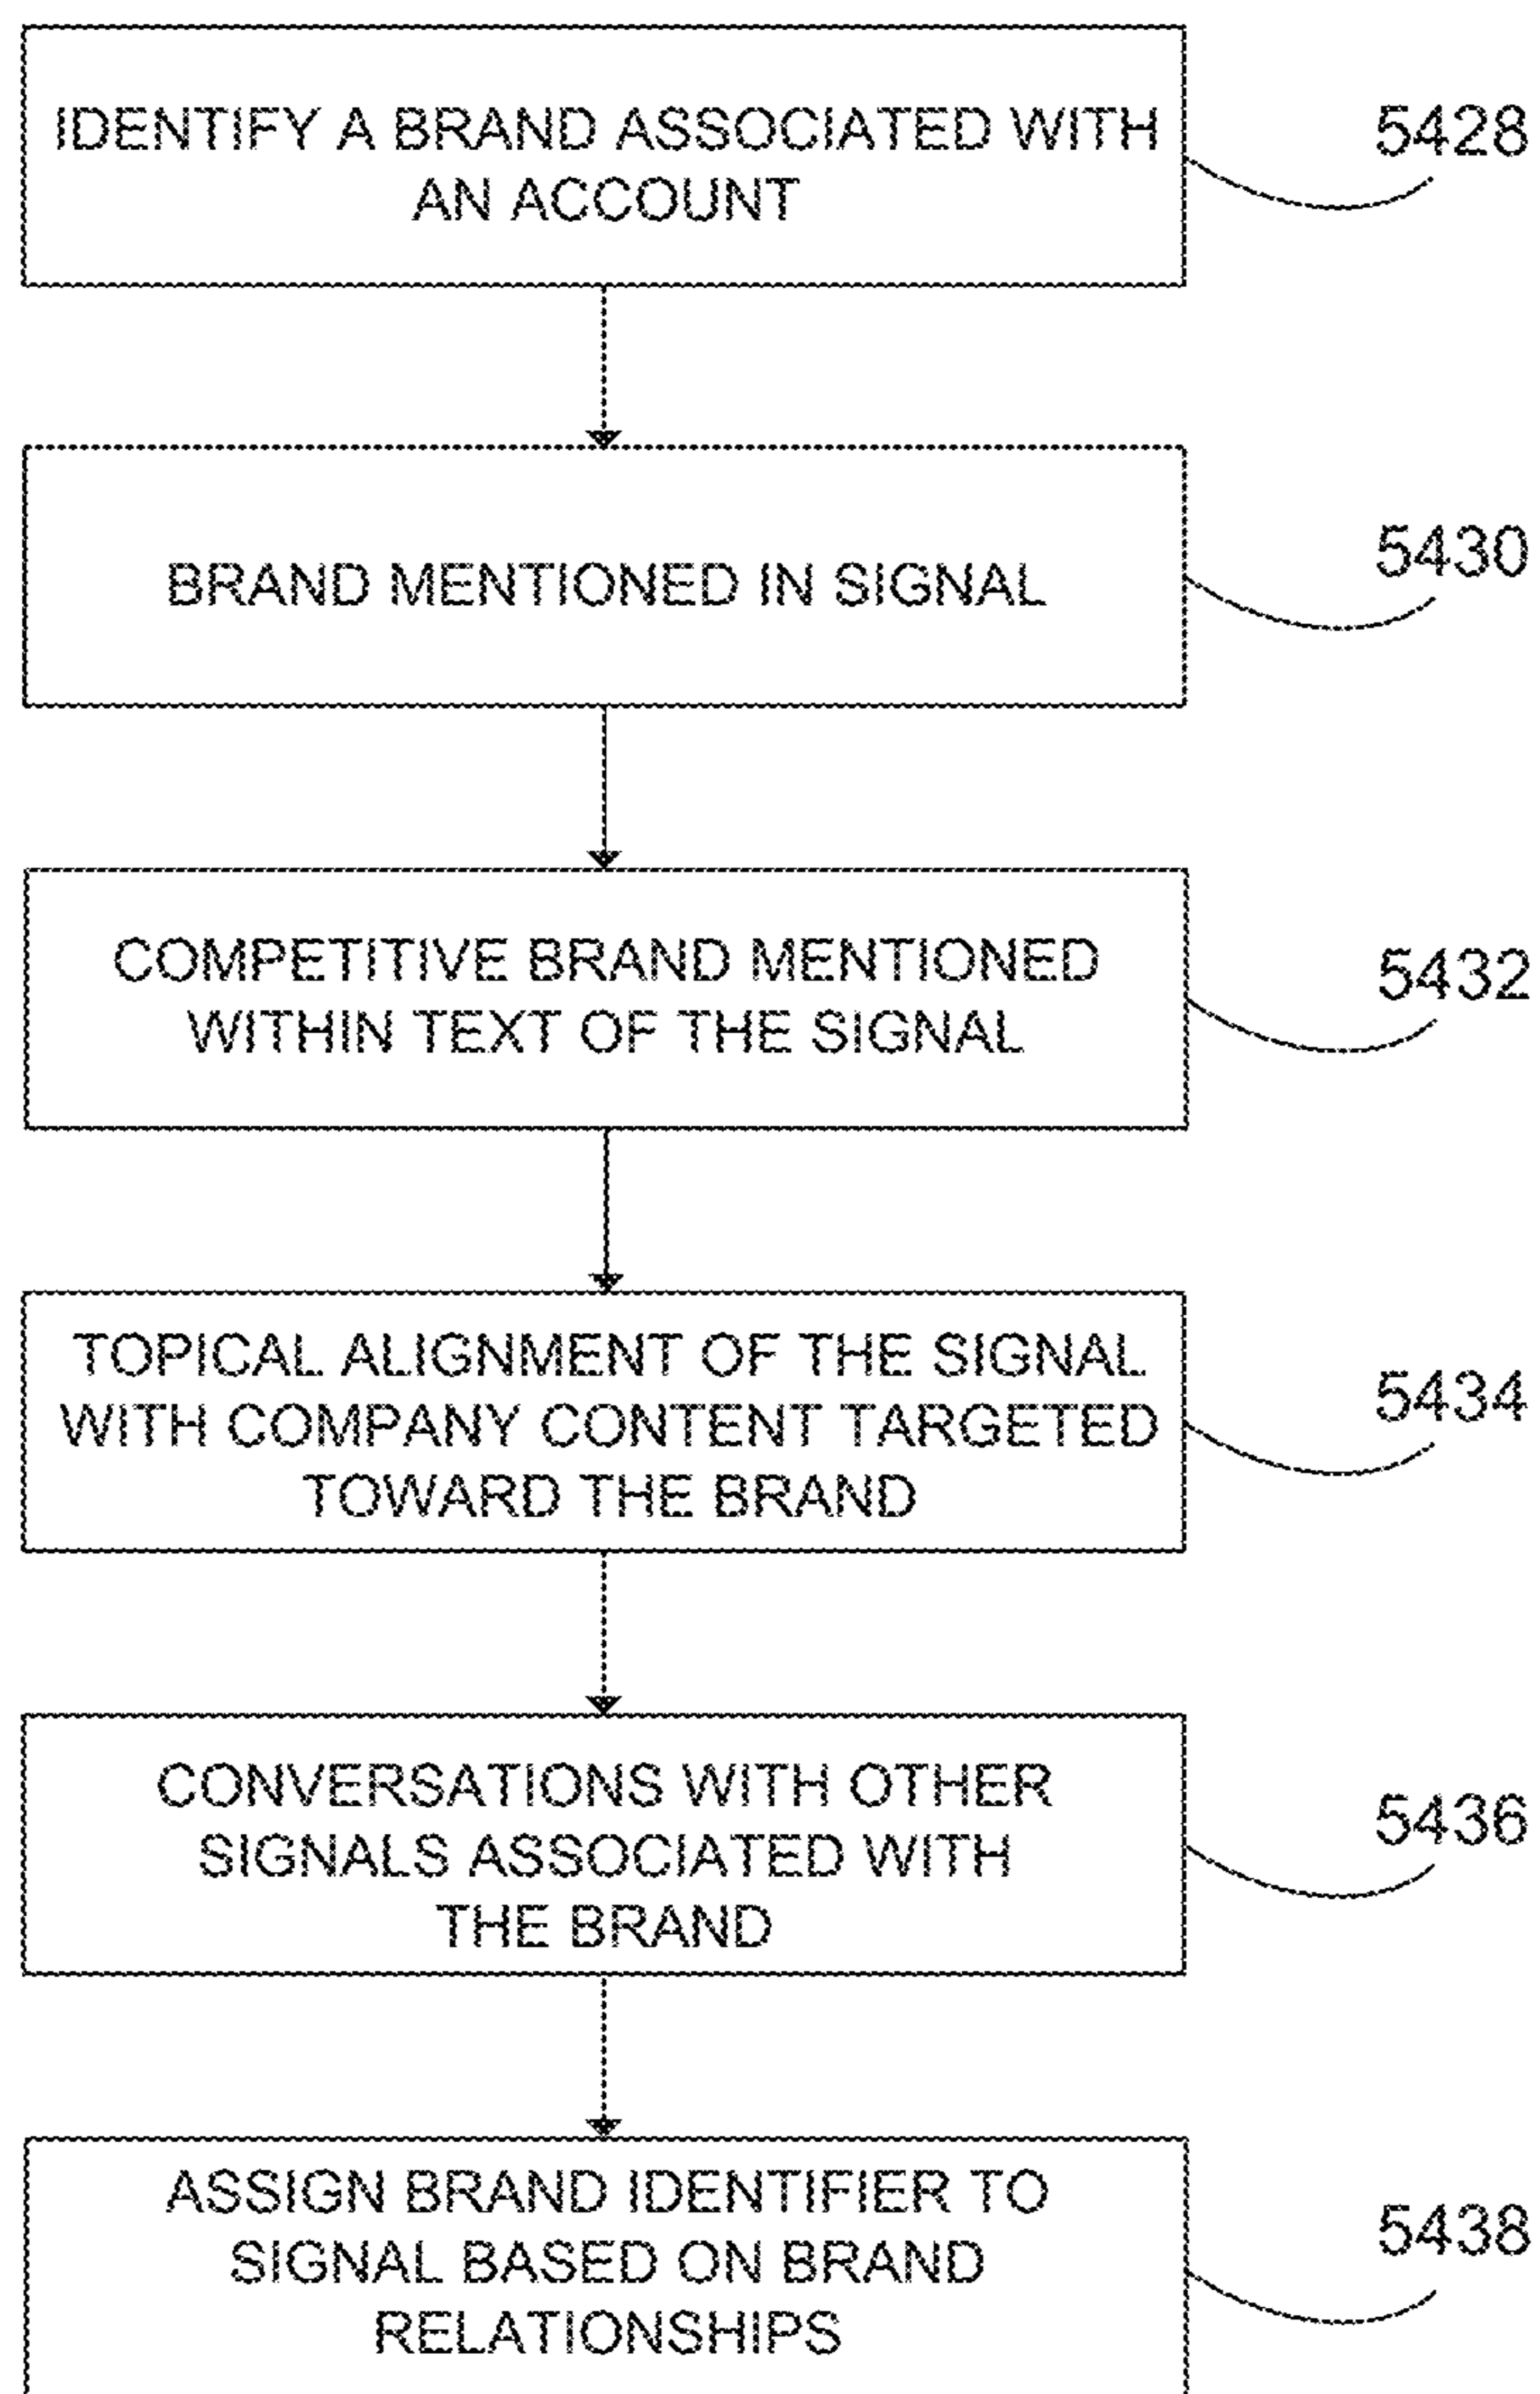 IDENTIFY A BRAND ASSOCIATED WITH
AN ACCOUNT
5428
BRAND MENTIONED IN SIGNAL
5430
COMPETITIVE BRAND MENTIONED
WITHIN TEXT OF THE SIGNAL
5432
TOPICAL ALIGNMENT OF THE SIGNAL
WITH COMPANY CONTENT TARGETED
TOWARD THE BRAND
5434
CONVERSATIONS WITH OTHER
SIGNALS ASSOCIATED WITH
THE BRAND
5436
ASSIGN BRAND IDENTIFIER TO
SIGNAL BASED ON BRAND
RELATIONSHIPS
5438